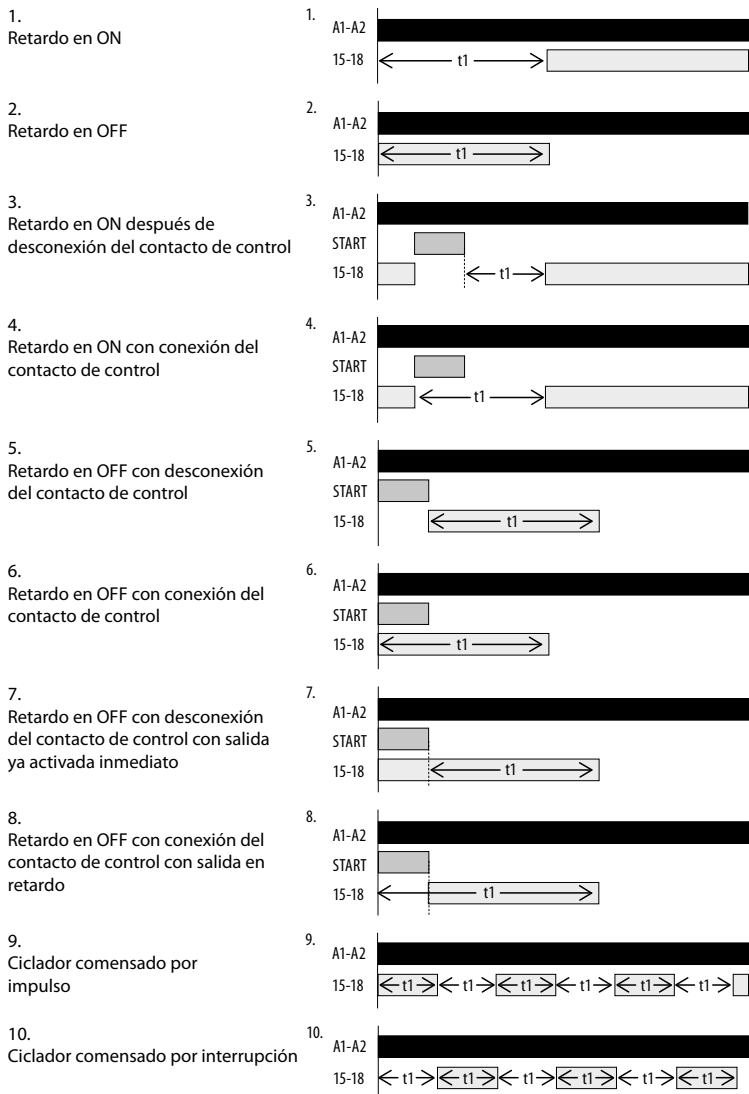 1.
Retardo en ON
1.
A1-A2
15-18
t1
2.
Retardo en OFF
2.
A1-A2
15-18
t1
3.
Retardo en ON después de
desconexión del contacto de control
3.
A1-A2
START
15-18
t1
4.
Retardo en ON con conexión del
contacto de control
4.
A1-A2
START
15-18
t1
5.
Retardo en OFF con desconexión
del contacto de control
5.
A1-A2
START
15-18
t1
6.
Retardo en OFF con conexión del
contacto de control
6.
A1-A2
START
15-18
t1
7.
Retardo en OFF con desconexión
del contacto de control con salida
ya activada inmediato
7.
A1-A2
START
15-18
t1
8.
Retardo en OFF con conexión del
contacto de control con salida en
retardo
8.
A1-A2
START
15-18
t1
9.
Ciclador comensado por
impulso
9.
A1-A2
15-18
t1 t1 t1 t1 t1 t1
10.
Ciclador comensado por interrupción
10.
A1-A2
15-18
t1 t1 t1 t1 t1 t1